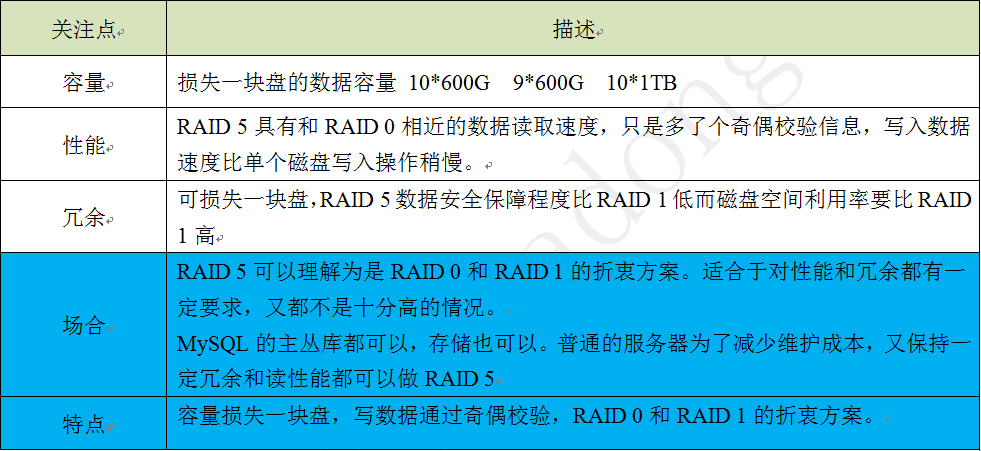 关注点 描述
容量 损失一块盘的数据容量 10*600G 9*600G 10*1TB
性能
RAID 5 具有和 RAID 0 相近的数据读取速度，只是多了个奇偶校验信息，写入数据
速度比单个磁盘写入操作稍慢。
冗余
可损失一块盘，RAID 5 数据安全保障程度比 RAID 1 低而磁盘空间利用率要比 RAID
1 高
场合
RAID 5 可以理解为是 RAID 0 和 RAID 1 的折衷方案。适合于对性能和冗余都有一
定要求，又都不是十分高的情况。
MySQL 的主丛库都可以，存储也可以。普通的服务器为了减少维护成本，又保持一
定冗余和读性能都可以做 RAID 5
特点 容量损失一块盘，写数据通过奇偶校验，RAID 0 和 RAID 1 的折衷方案。
adong